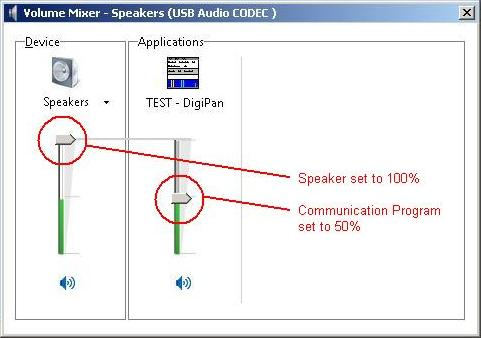 Volume Mixer - Speakers (USB Audio CODEC )
Device
Applications
Speakers
TEST - DigiPan
Speaker set to 100%
Communication Program
set to 50%